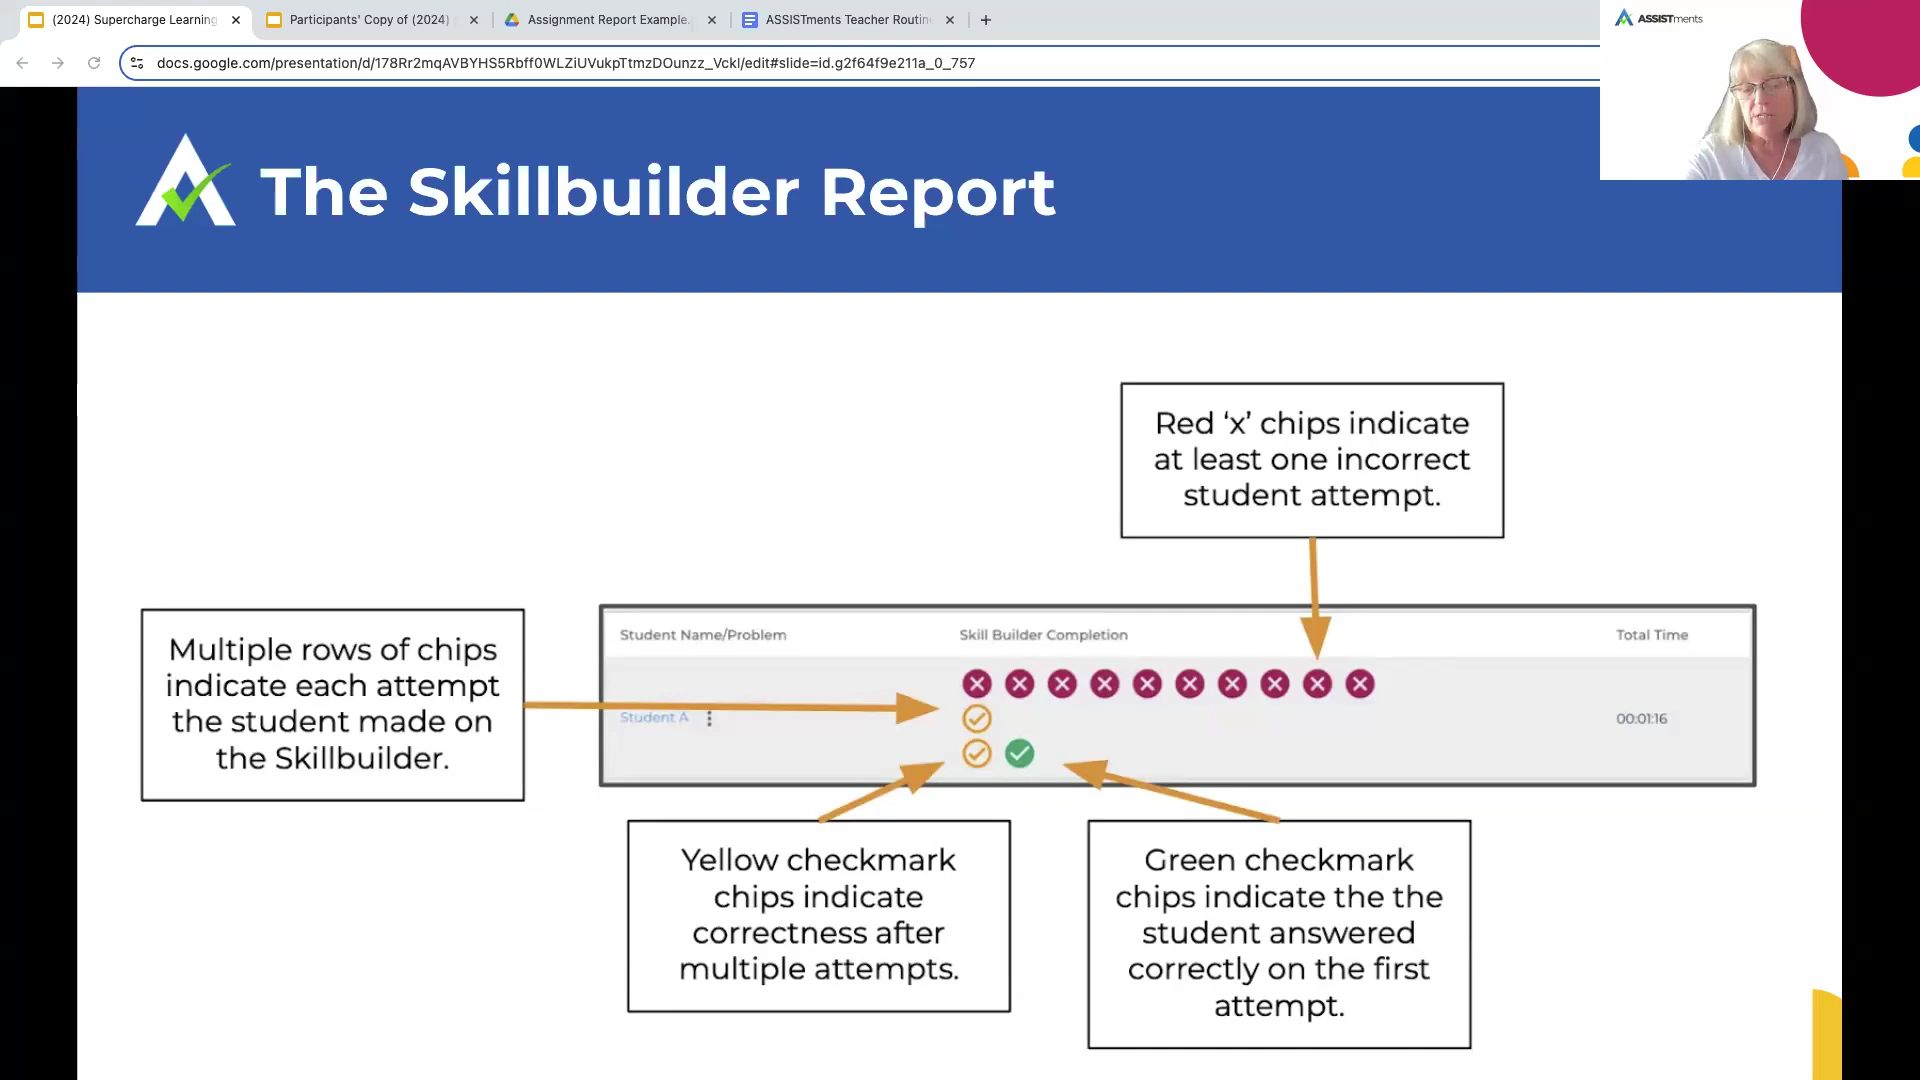 (2024) Supercharge Learning
Participants' Copy of (2024)
Assignment Report Example.
ASSISTments Teacher Routin
docs.google.com/presentation/d/178Rr2mqAVBYHS5Rbff0WLZiUVukpTtmzDOunzz_Vckl/edit#slide=id.g2f64f9e211a_0_757
ASSISTments
The Skillbuilder Report
Red ‘x’ chips indicate
at least one incorrect
student attempt.
Multiple rows of chips
indicate each attempt
the student made on
the Skillbuilder.
Student Name/Problem
Skill Builder Completion
Total Time
Student A
00:01:16
Yellow checkmark
chips indicate
correctness after
multiple attempts.
Green checkmark
chips indicate the the
student answered
correctly on the first
attempt.